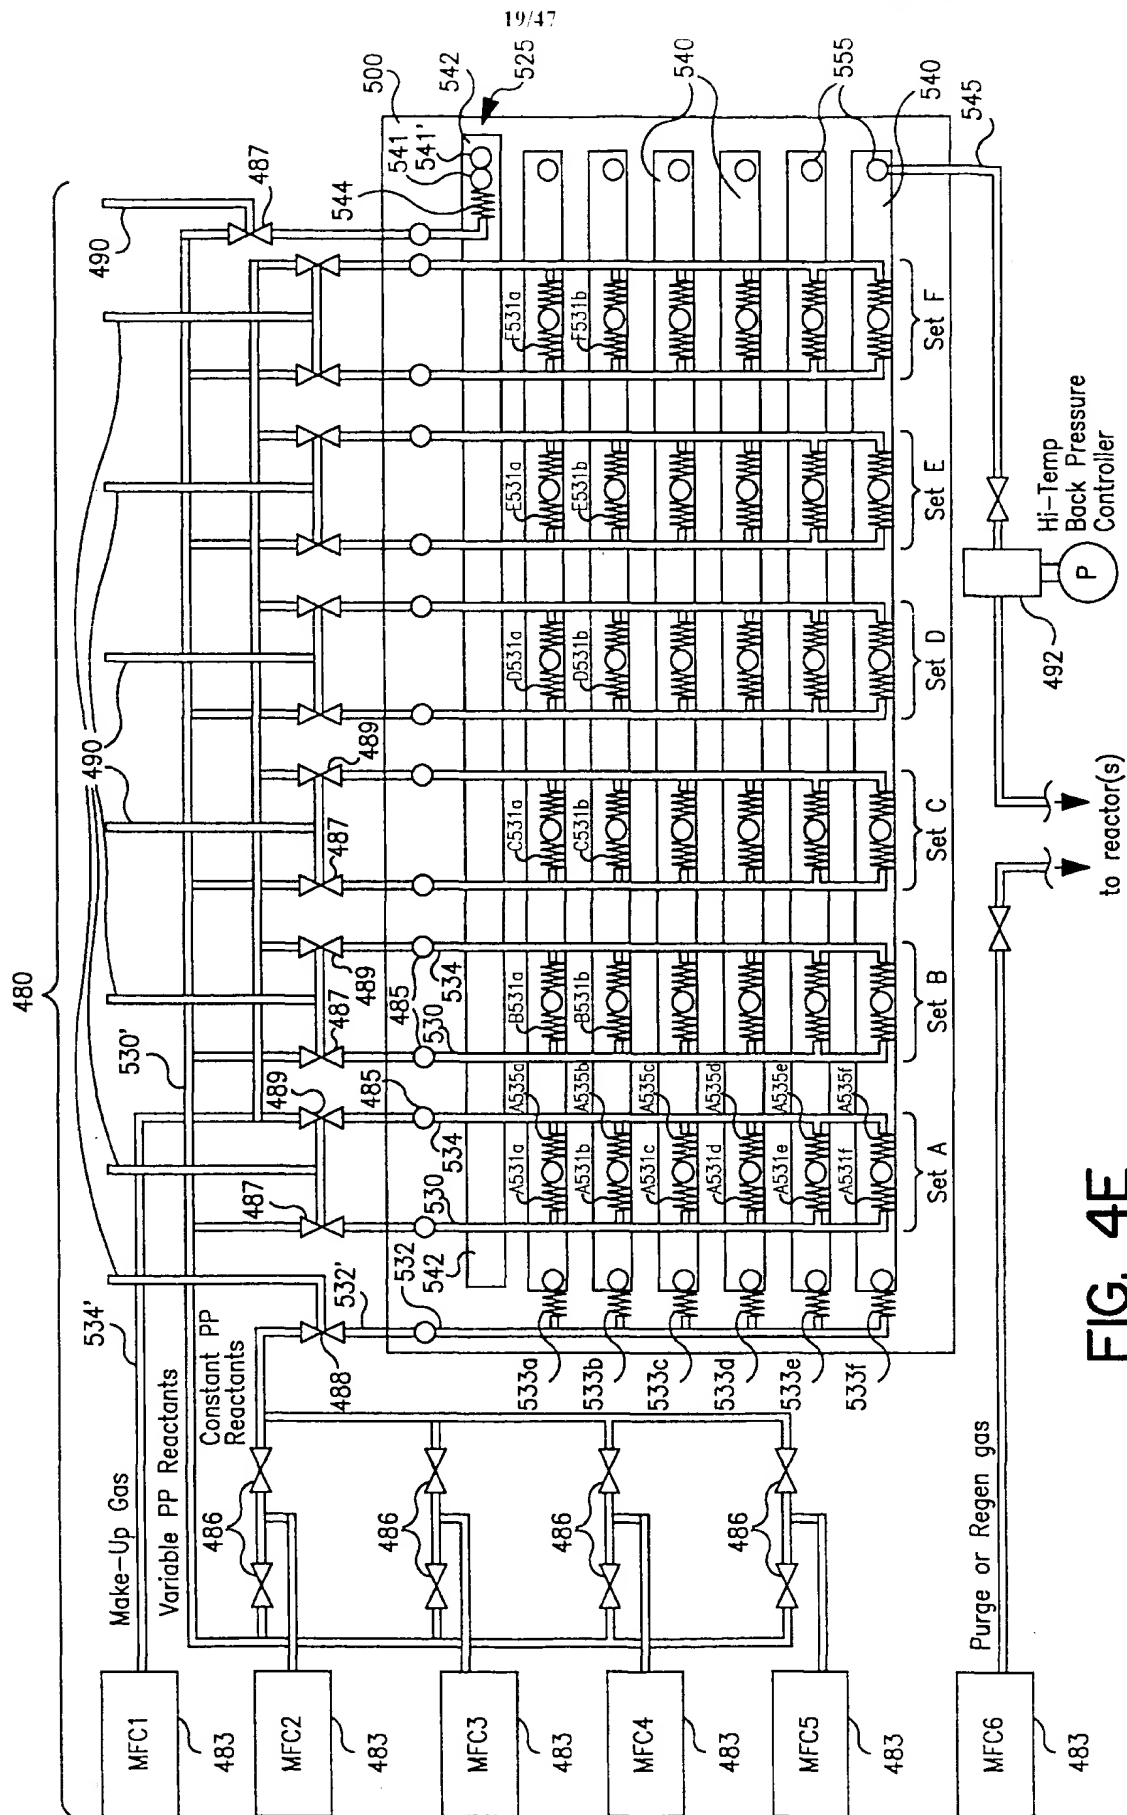 19/47
480
490
487
500
542
525
541
541'
544
540
555
540
545
490
530'
534'
489
487
489
487
489
487
485
534
530
485
534
530
532'
532
542
488
Make-Up Gas
Variable PP Reactants
Constant PP
Reactants
486
486
486
486
F531a
F531b
E531a
E531b
D531a
D531b
C531a
C531b
B531a
B531b
A535a
A535b
A535c
A535d
A535e
A535f
A531a
A531b
A531c
A531d
A531e
A531f
533a
533b
533c
533d
533e
533f
Set A
Set B
Set C
Set D
Set E
Set F
MFC1
483
MFC2
483
MFC3
483
MFC4
483
MFC5
483
MFC6
483
Purge or Regen gas
to reactor(s)
492
P
Hi-Temp
Back Pressure
Controller
FIG. 4E